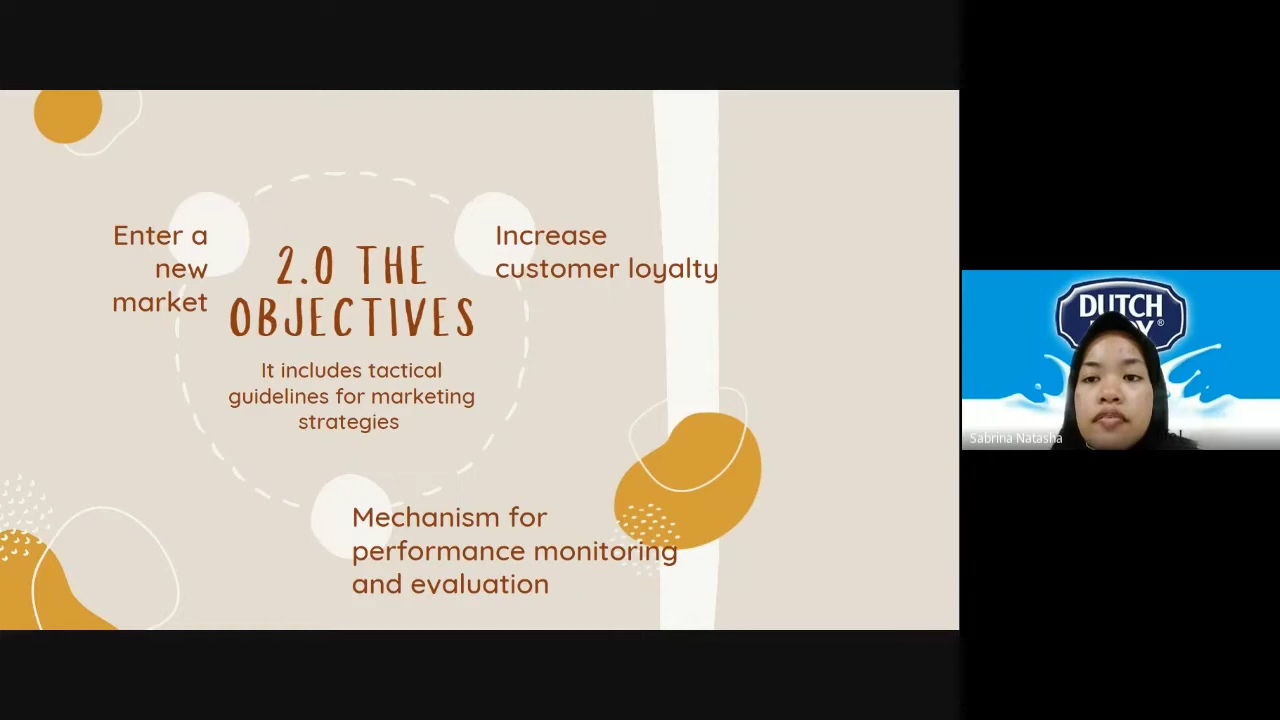 Enter a
new
market
2.0 THE
OBJECTIVES
It includes tactical
guidelines for marketing
strategies
Increase
customer loyalty
Mechanism for
performance monitoring
and evaluation
DUTCH
®
Sabrina Natasha